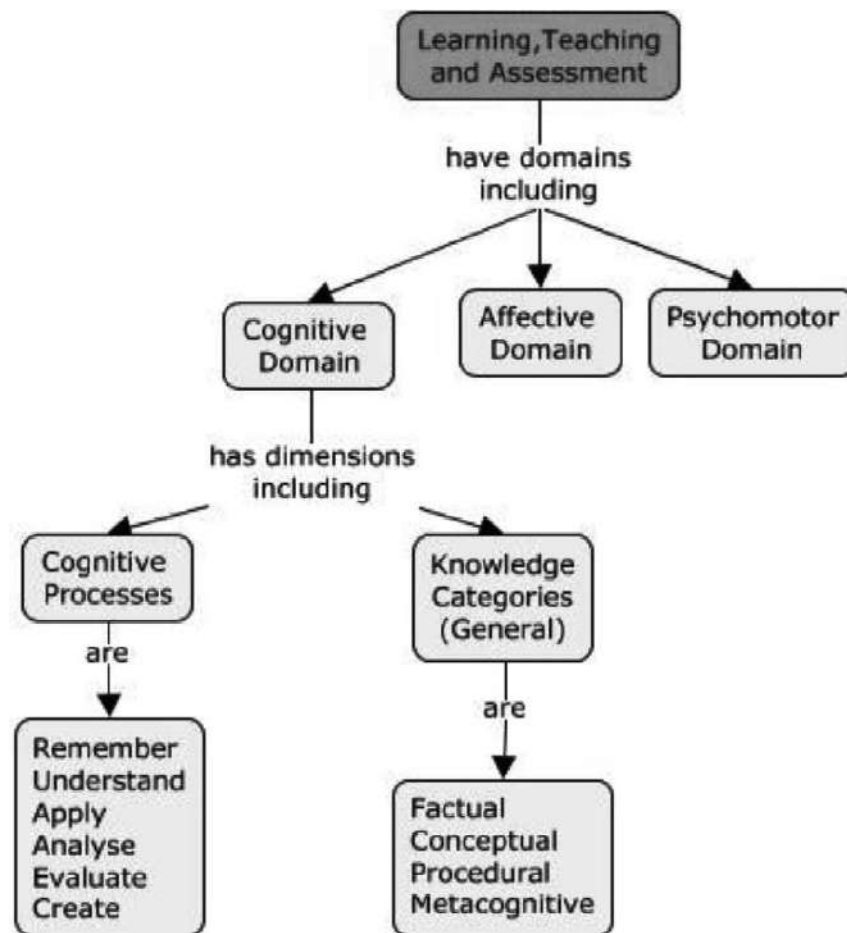 Learning,Teaching
and Assessment
have domains
including
Cognitive
Domain
Affective
Domain
Psychomotor
Domain
has dimensions
including
Cognitive
Processes
Knowledge
Categories
(General)
are
are
Remember
Understand
Apply
Analyse
Evaluate
Create
Factual
Conceptual
Procedural
Metacognitive